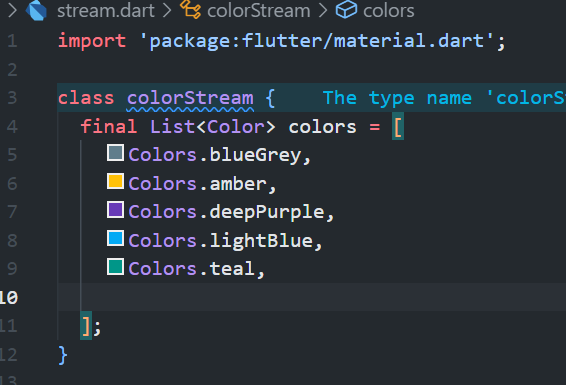 > stream.dart > colorStream > colors
1 import 'package:flutter/material.dart';
2
3 class colorStream { The type name 'colorS
4 final List<Color> colors = [
5 Colors.blueGrey,
6 Colors.amber,
7 Colors.deepPurple,
8 Colors.lightBlue,
9 Colors.teal,
10
11 ];
12 }
13